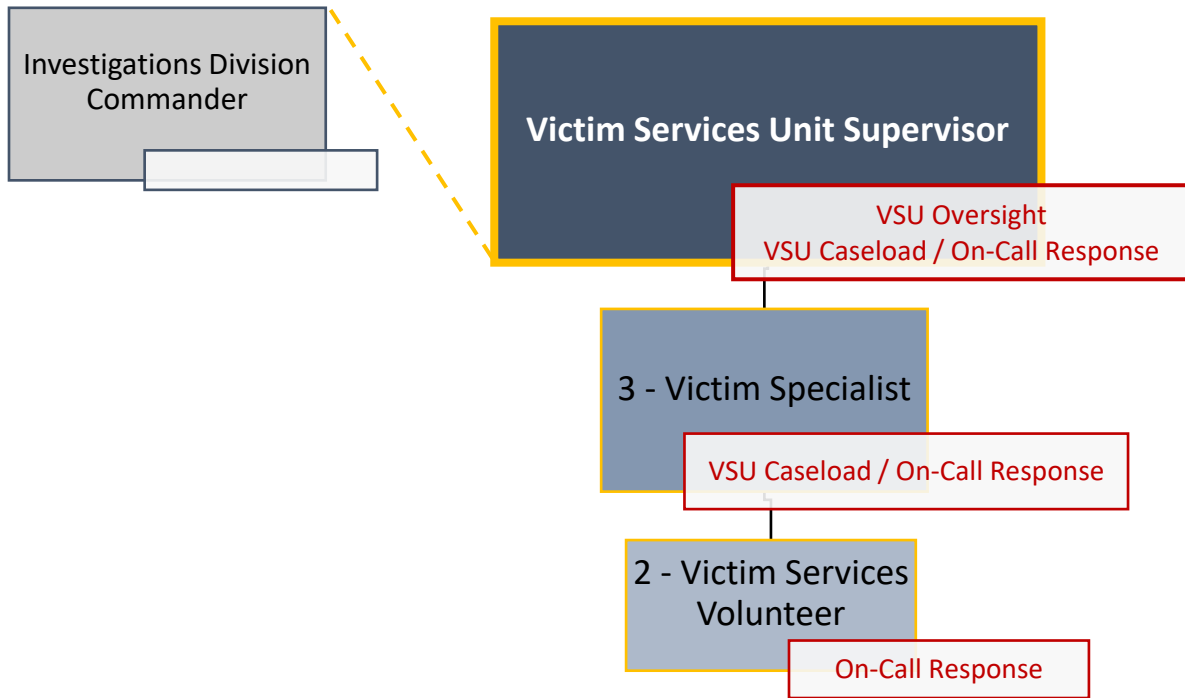 Investigations Division
Commander
Victim Services Unit Supervisor
VSU Oversight
VSU Caseload / On-Call Response
3 - Victim Specialist
VSU Caseload / On-Call Response
2 - Victim Services
Volunteer
On-Call Response